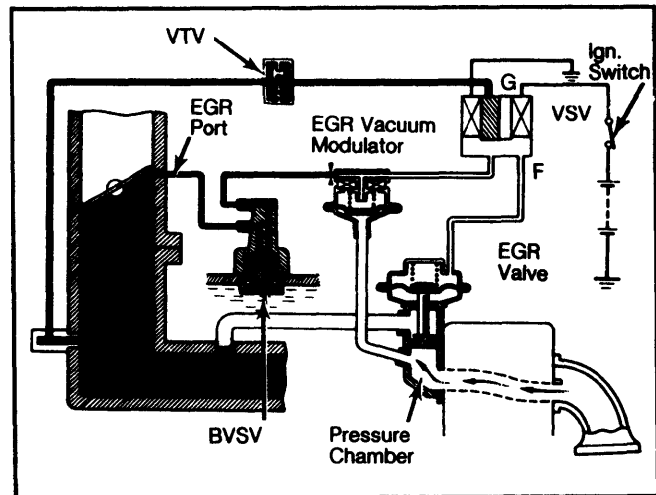 VTV
Ign.
Switch
EGR
Port
G
EGR Vacuum
Modulator
VSV
F
EGR
Valve
BVSV
Pressure
Chamber